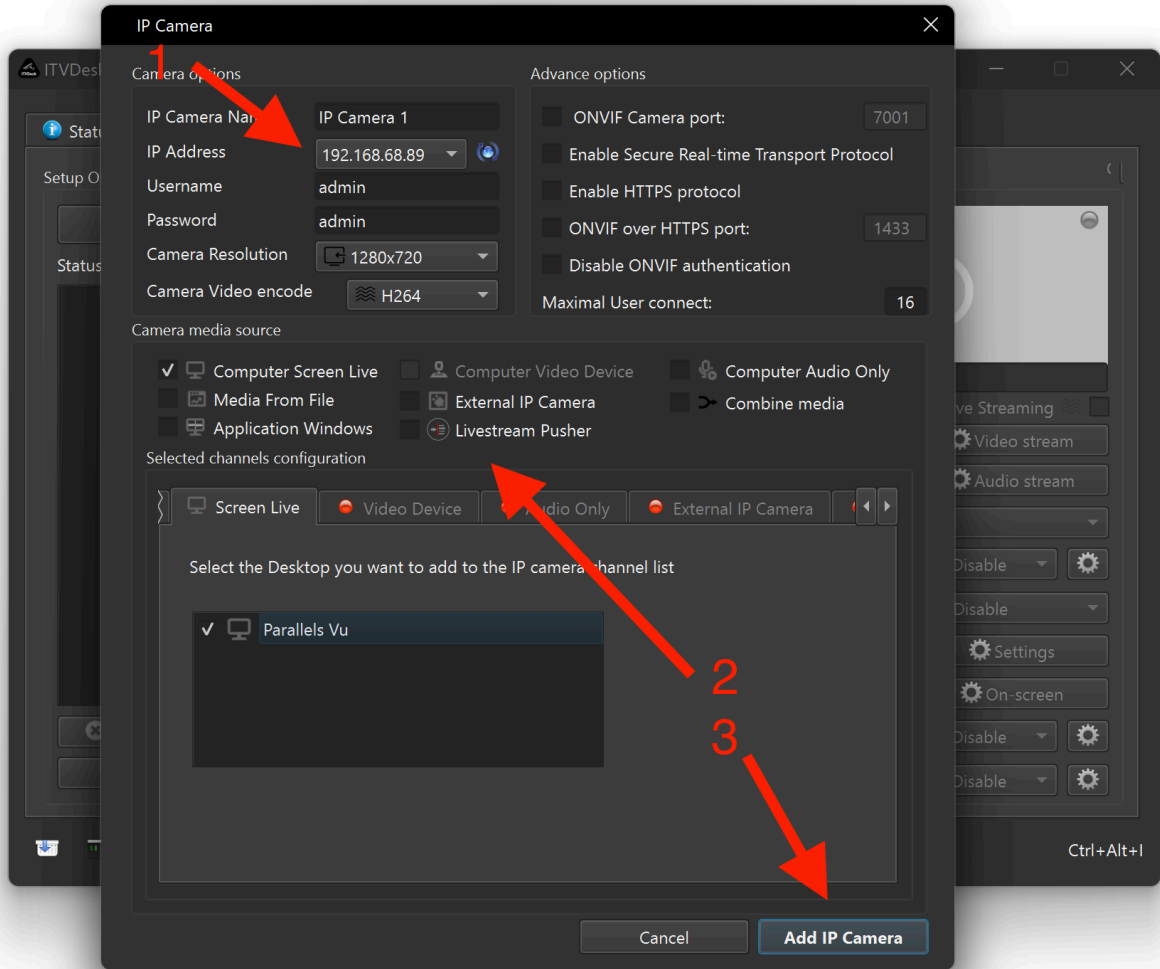 IP Camera
1
ITVDes
Camera options
Advance options
IP Camera Na
IP Camera 1
ONVIF Camera port:
7001
Statu
IP Address
192.168.68.89
Enable Secure Real-time Transport Protocol
Setup O
Username
admin
Enable HTTPS protocol
Password
admin
ONVIF over HTTPS port:
1433
Camera Resolution
1280x720
Status
Disable ONVIF authentication
Camera Video encode
H264
Maximal User connect:
16
Camera media source
Computer Screen Live
Computer Video Device
Computer Audio Only
Media From File
External IP Camera
Combine media
ve Streaming
Application Windows
Livestream Pusher
Video stream
Selected channels configuration
Audio stream
Screen Live
Video Device
Audio Only
External IP Camera
Select the Desktop you want to add to the IP camera channel list
Disable
Disable
Parallels Vu
Settings
2
On-screen
3
Disable
Disable
Ctrl+Alt+I
Cancel
Add IP Camera